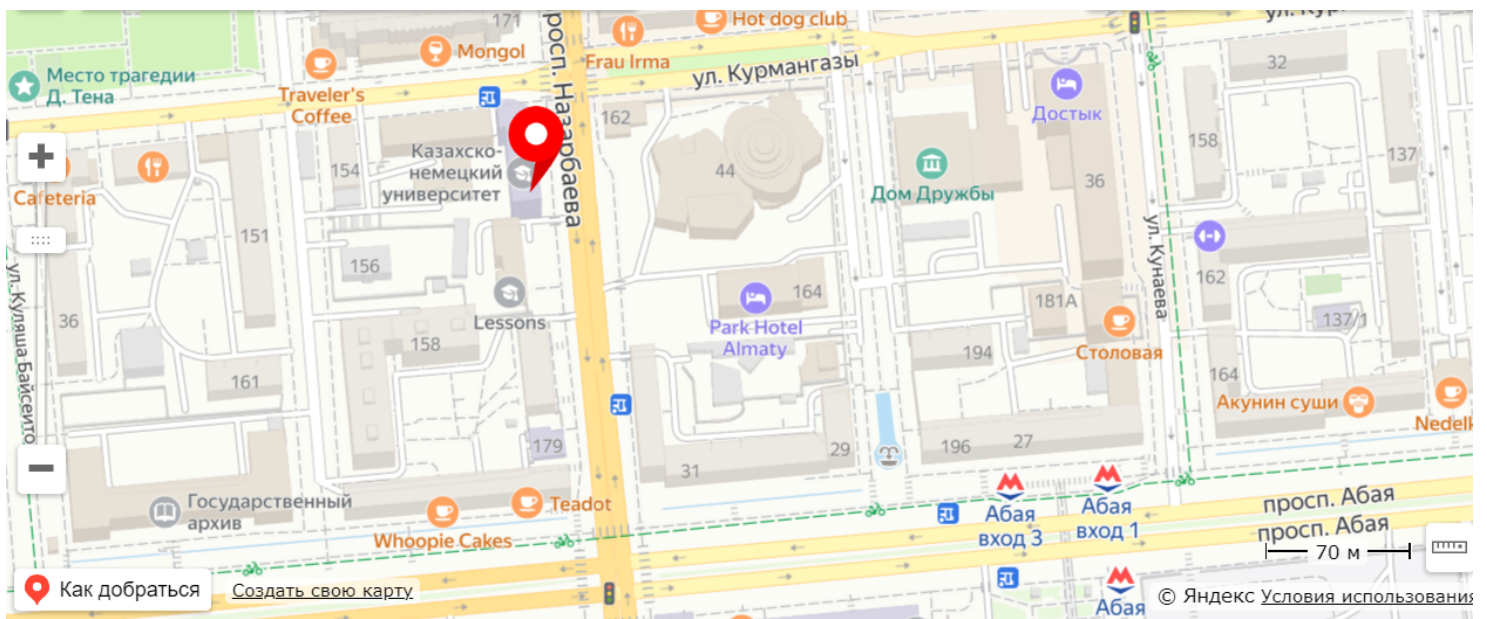 171
Mongol
Hot dog club
Frau Irma
ул. Кур
32
Место трагедии
Д. Тена
Traveler's
Coffee
росп. Назарбаева
ул. Курмангазы
Достык
162
158
137
Казахско-
немецкий
университет
154
44
Дом Дружбы
36
Cafeteria
151
156
ул. Кунаева
162
164
Park Hotel
Almaty
181А
137/1
36
Lessons
158
194
Столовая
ул. Куляша Байсеито
161
164
Акунин суши
Nedelk
179
31
29
196
27
Государственный
архив
Teadot
Whoopie Cakes
Абая
вход 3
Абая
вход 1
просп. Абая
просп. Абая
70 м
Как добраться
Создать свою карту
Абая
© Яндекс Условия использования